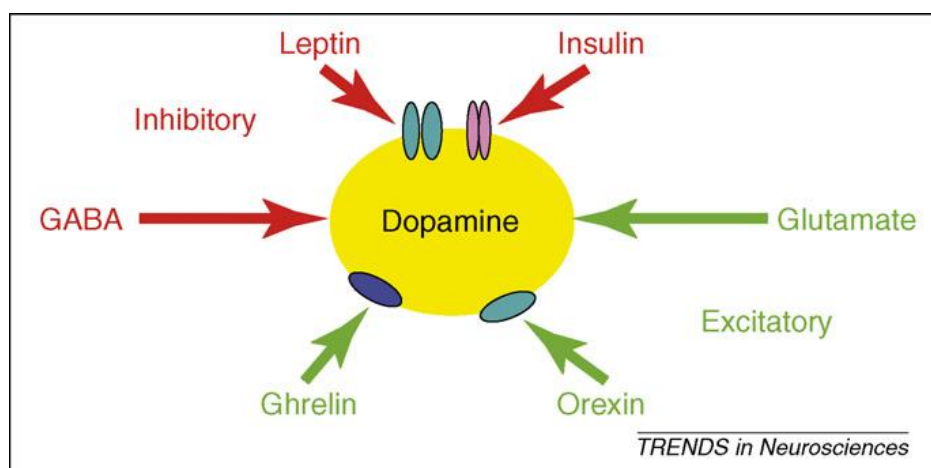 Leptin
Insulin
Inhibitory
GABA
Dopamine
Glutamate
Excitatory
Ghrelin
Orexin
TRENDS in Neurosciences